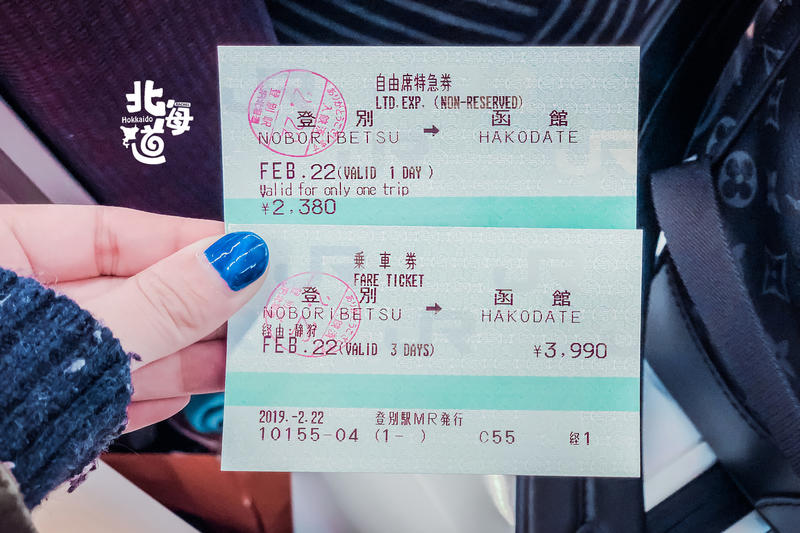 北海道
Hokkaido
自由席特急券
LTD.EXP. (NON-RESERVED)
登 別 函 館
NOBORIBETSU ➡ HAKODATE
FEB.22(VALID 1 DAY )
Valid for only one trip
¥2,380
乗 車 券
FARE TICKET
登 別 函 館
NOBORIBETSU ➡ HAKODATE
経由:静狩
FEB.22(VALID 3 DAYS) ¥3,990
2019.-2.22 登別駅MR発行
10155-04 (1- ) C55 経1